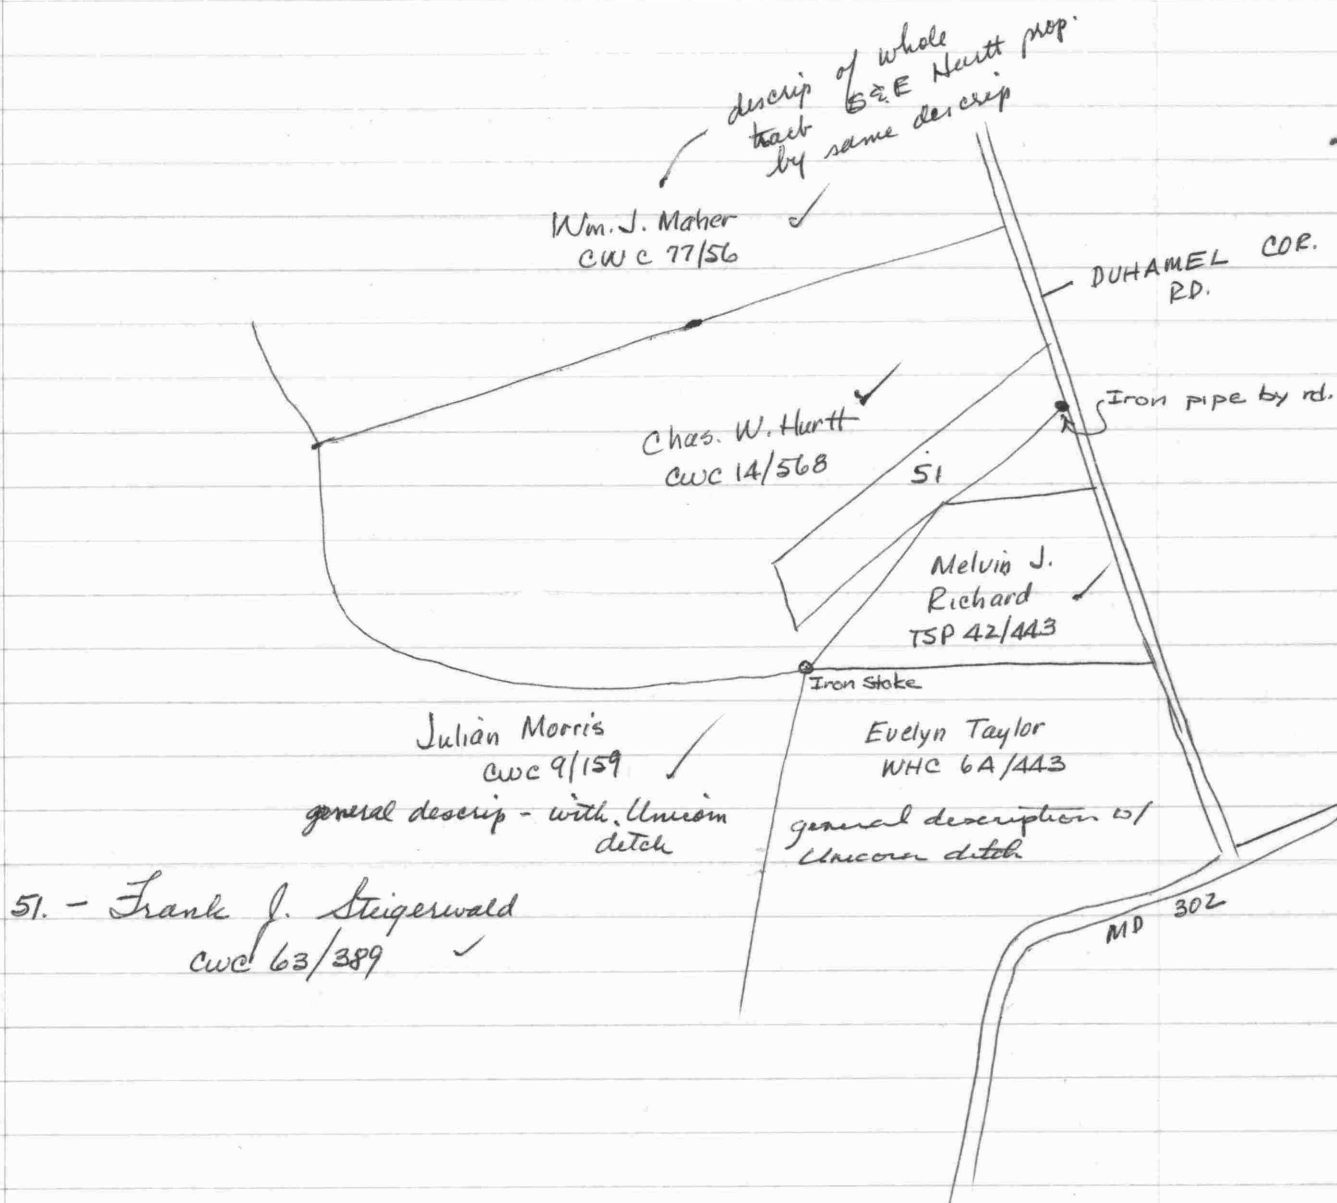 descrip of whole
tract S & E Hurtt prop.
by same descrip
Wm. J. Maher
CWC 77/56
DUHAMEL COR.
RD.
Iron pipe by rd.
Chas. W. Hurtt
CWC 14/568
51
Melvin J.
Richard
TSP 42/443
Iron Stake
Julian Morris
CWC 9/159
general descrip - with Unicorn
ditch
Evelyn Taylor
WHC 6A/443
general description w/
Unicorn ditch
51. - Frank J. Steigerwald
CWC 63/389
MD 302